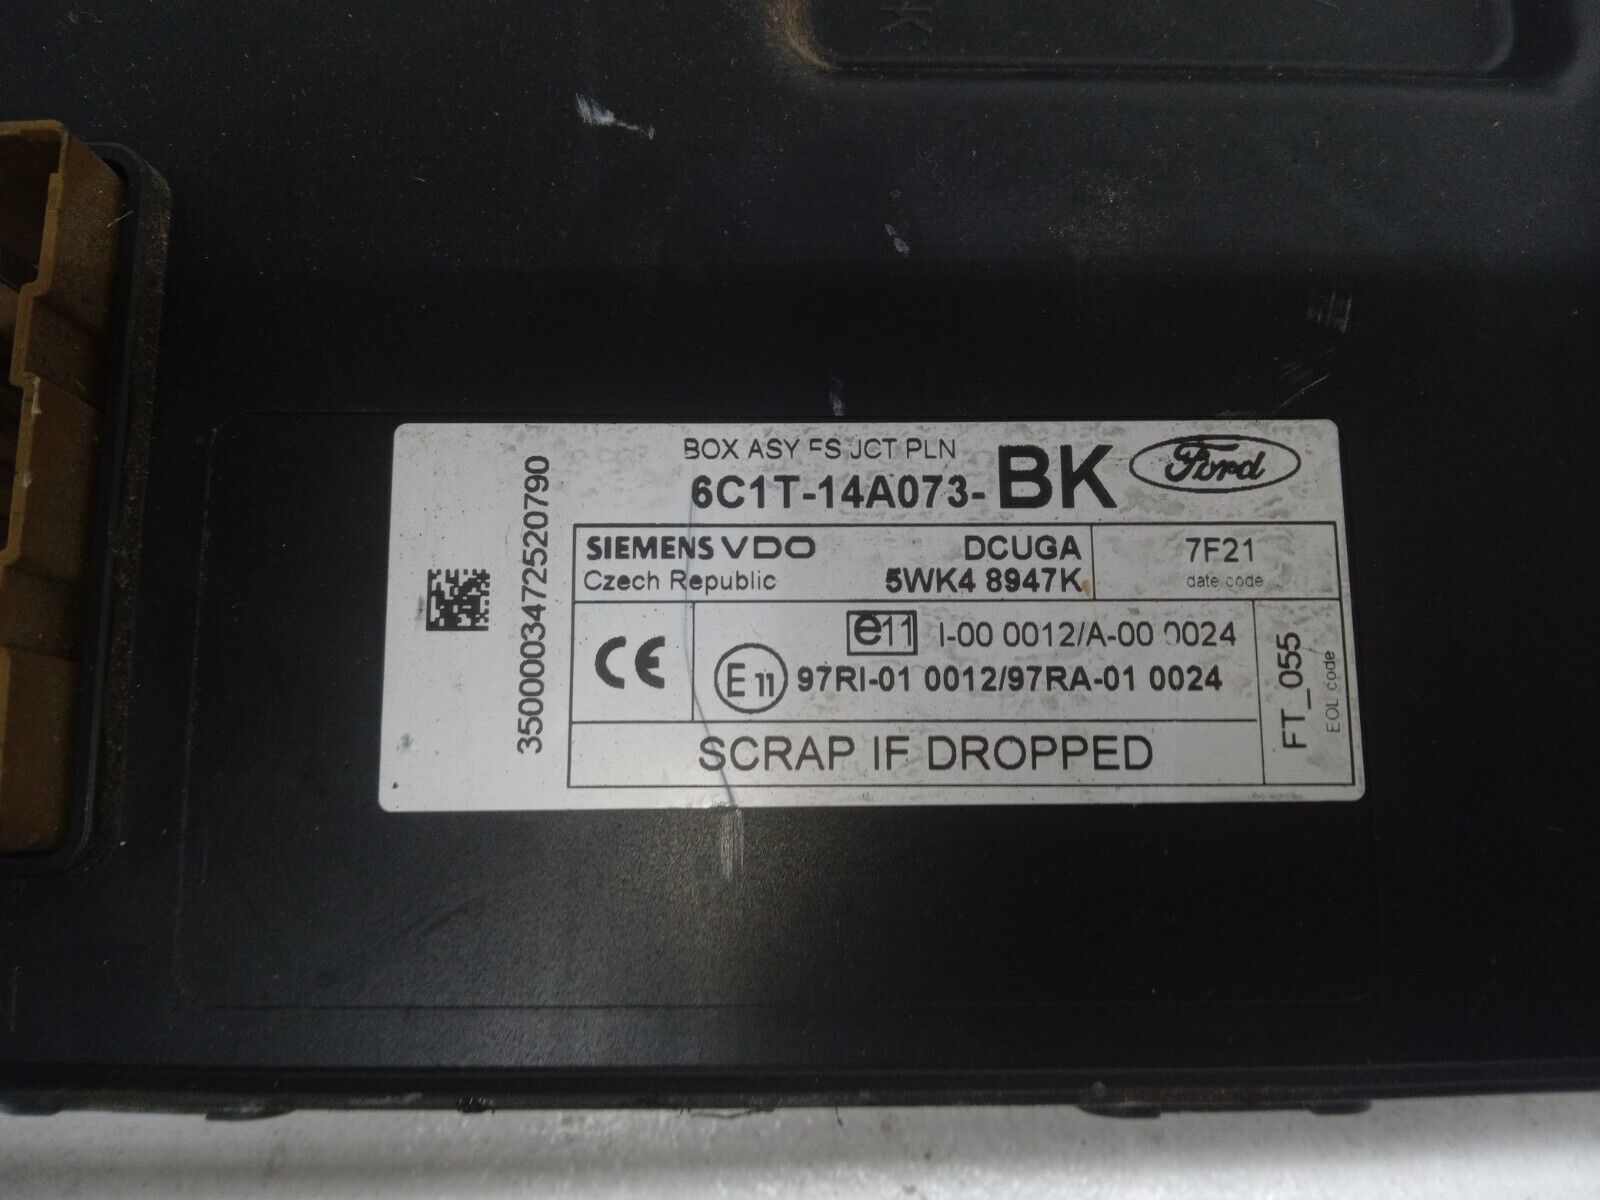 K
BOX ASY FS JCT PLN
6C1T-14A073-BK
Ford
350000347252079​0
SIEMENS VDO DCUGA
Czech Republic 5WK4 8947K
7F21
date code
CE
e11 I-00 0012/A-00 0024
E11 97RI-01 0012/97RA-01 0024
SCRAP IF DROPPED
FT_055
EOL code